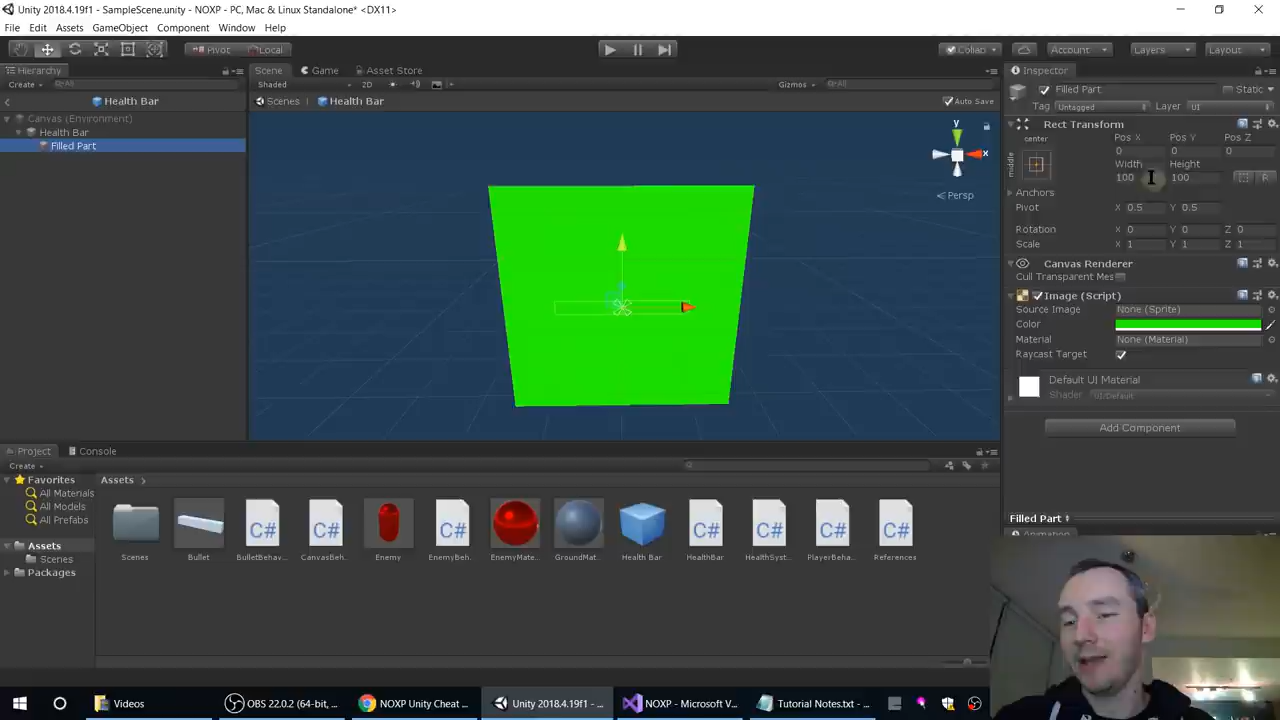 Unity 2018.4.19f1 - SampleScene.unity - NOXP - PC, Mac & Linux Standalone* <DX11>
File Edit Assets GameObject Component Window Help
Pivot Local Collab Account Layers Layout
Hierarchy Scene Game Asset Store Inspector
Create All Shaded 2D Gizmos All Filled Part Static
Health Bar Scenes Health Bar Auto Save Tag Untagged Layer UI
Canvas (Environment) Rect Transform
Health Bar y center Pos X Pos Y Pos Z
Filled Part x 0 0 0
middle Width Height
100 100 R
Persp Anchors
Pivot X 0.5 Y 0.5
Rotation X 0 Y 0 Z 0
Scale X 1 Y 1 Z 1
Canvas Renderer
Cull Transparent Mes
Image (Script)
Source Image None (Sprite)
Color
Material None (Material)
Raycast Target
Default UI Material
Shader UI/Default
Add Component
Project Console
Create
Favorites Assets
All Materials
All Models
All Prefabs
Assets
Scenes
Packages
Scenes Bullet BulletBehav... CanvasBeh... Enemy EnemyBeh... EnemyMate... GroundMat... Health Bar HealthBar HealthSyst... PlayerBeha... References
Filled Part
Animation
Videos OBS 22.0.2 (64-bit, ... NOXP Unity Cheat ... Unity 2018.4.19f1 - ... NOXP - Microsoft V... Tutorial Notes.txt - ...